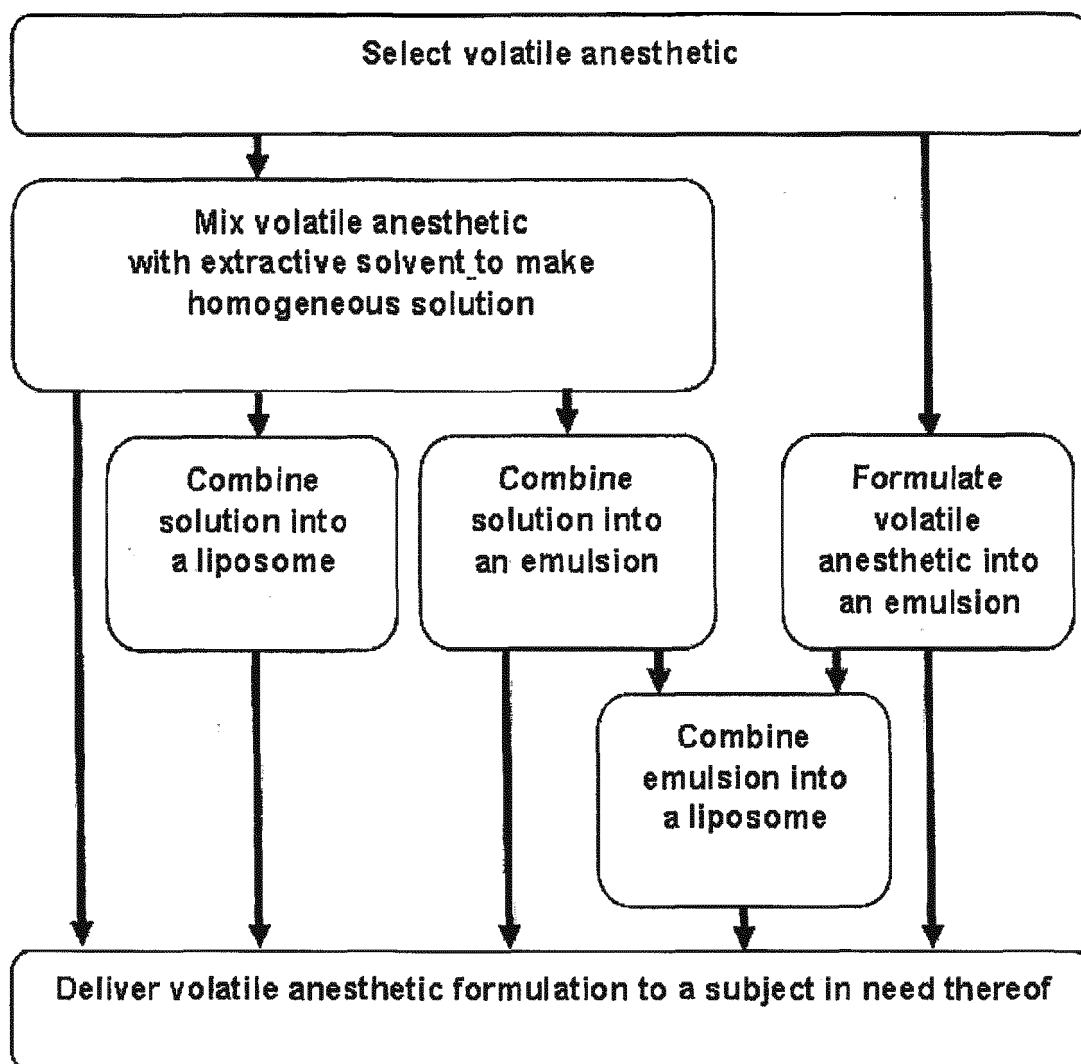 Select volatile anesthetic
Mix volatile anesthetic
with extractive solvent to make
homogeneous solution
Combine
solution into
a liposome
Combine
solution into
an emulsion
Formulate
volatile
anesthetic into
an emulsion
Combine
emulsion into
a liposome
Deliver volatile anesthetic formulation to a subject in need thereof